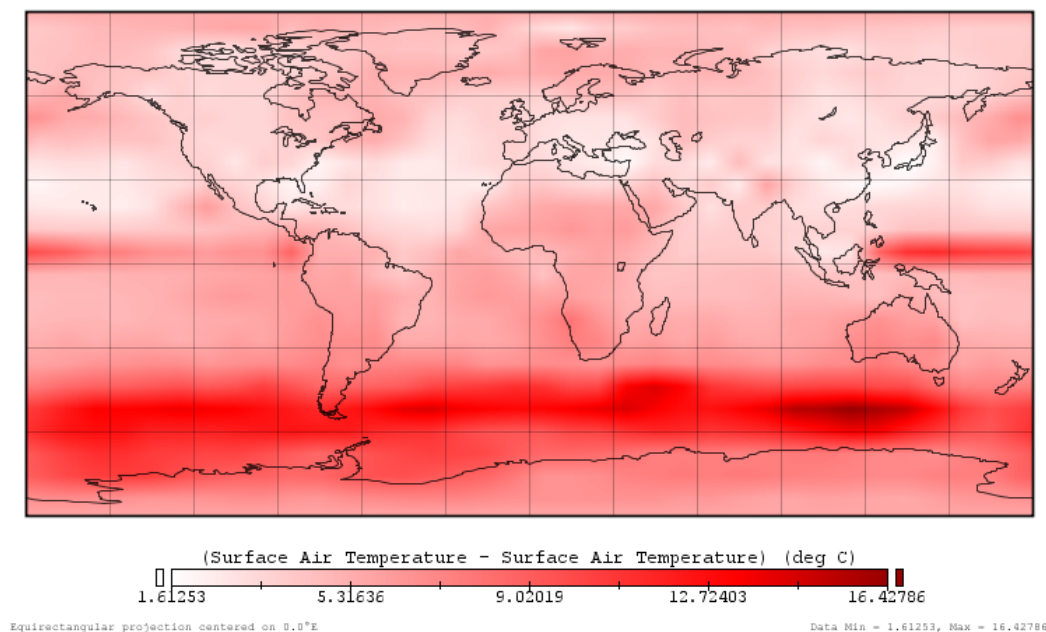 (Surface Air Temperature - Surface Air Temperature) (deg C)
1.61253 5.31636 9.02019 12.72403 16.42786
Equirectangular projection centered on 0.0°E Data Min = 1.61253, Max = 16.42786